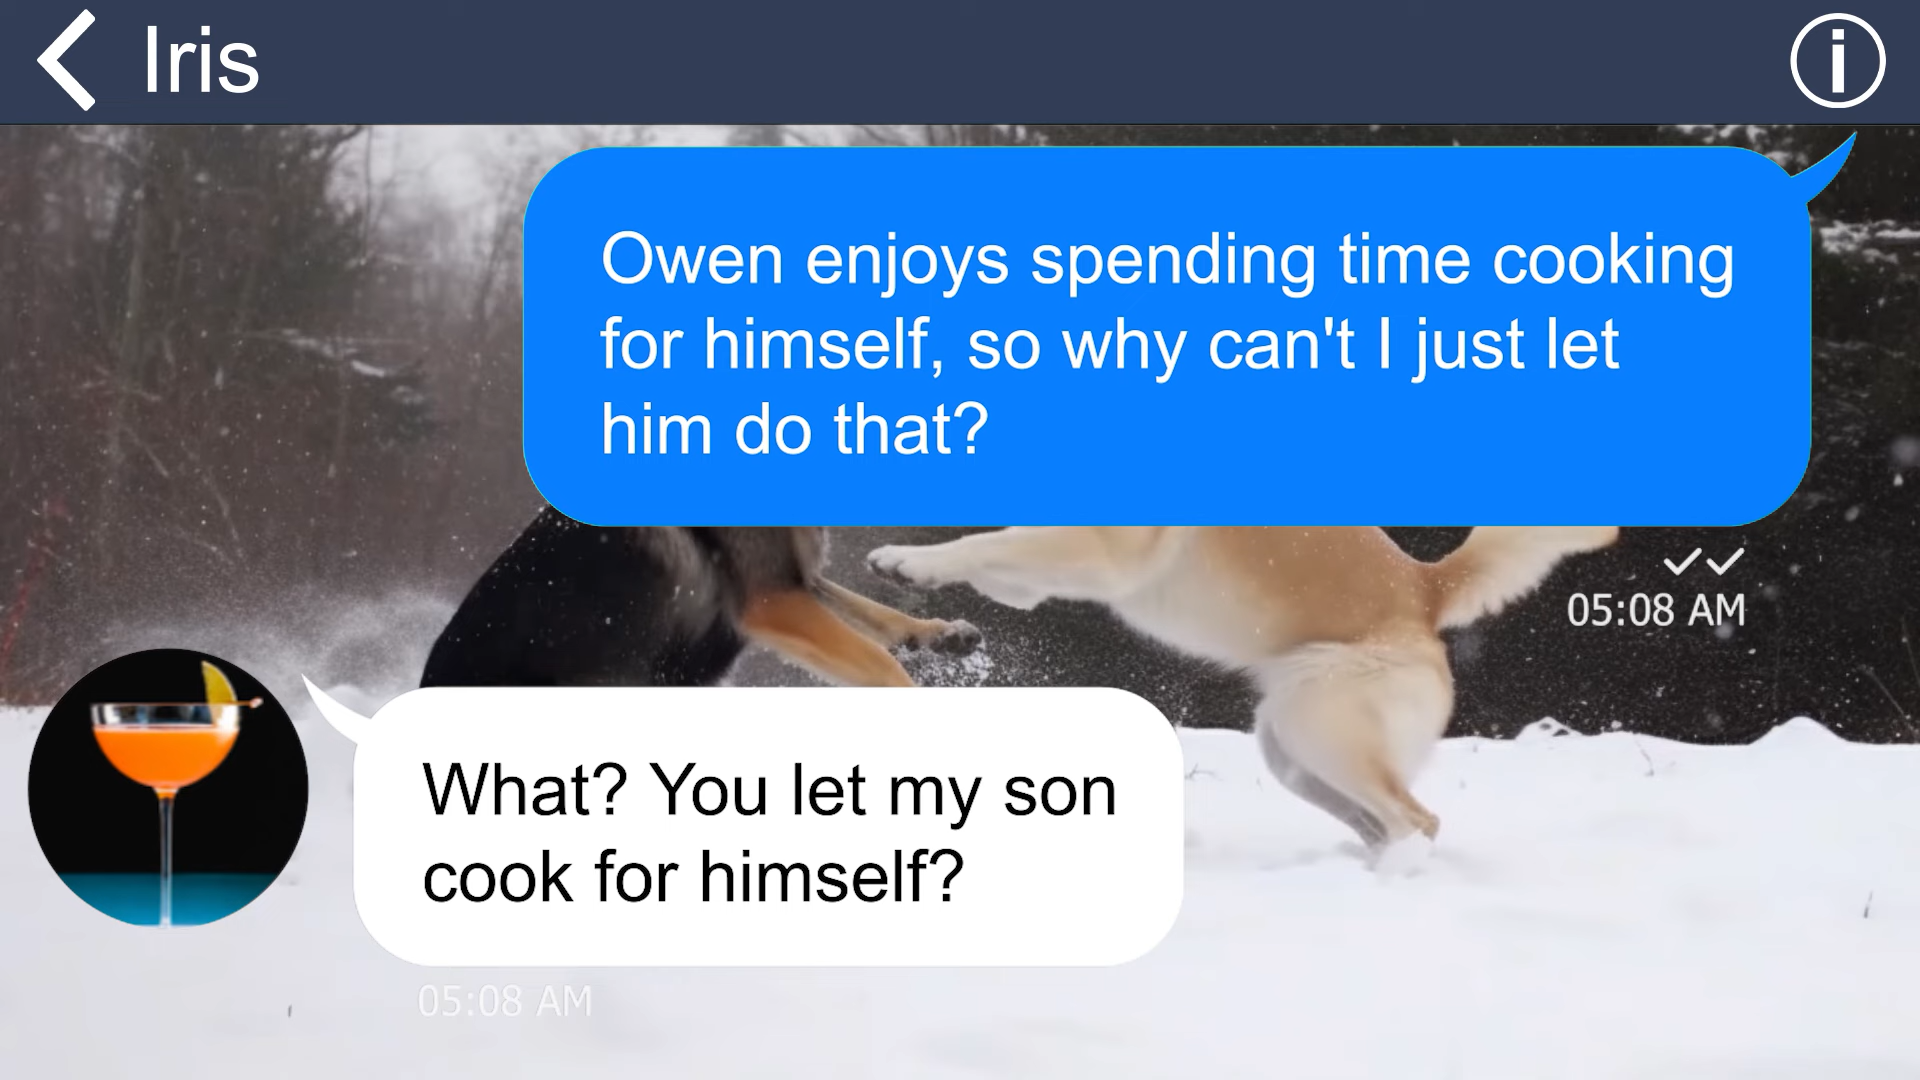 Iris
Owen enjoys spending time cooking
for himself, so why can't I just let
him do that?
05:08 AM
What? You let my son
cook for himself?
05:08 AM